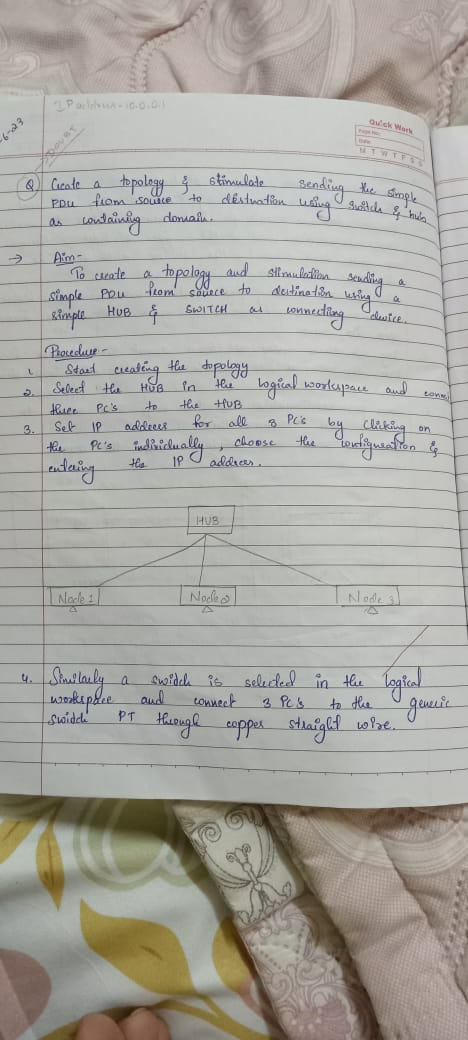 IP address - 10.0.0.1
6-23
DOUBT
Quick Work
Page No:
Date:
M T W T F S S
Q Create a topology & stimulate sending the simple
PDU from source to destination using switch & hubs
as containing domain.
→ Aim -
To create a topology and stimulation sending a
simple PDU from source to destination using a
simple HUB & SWITCH as connecting device.
Procedure -
1. Start creating the topology
2. Select the HUB in the logical workspace and
three PC's to the HUB
3. Set IP address for all 3 PC's by clicking on
the PC's individually, choose the configuration &
entering the IP address.
HUB
Node 1 Node 2 Node 3
4. Similarly a switch is selected in the logical
workspace and connect 3 PC's to the generic
switch PT through copper straight wire.